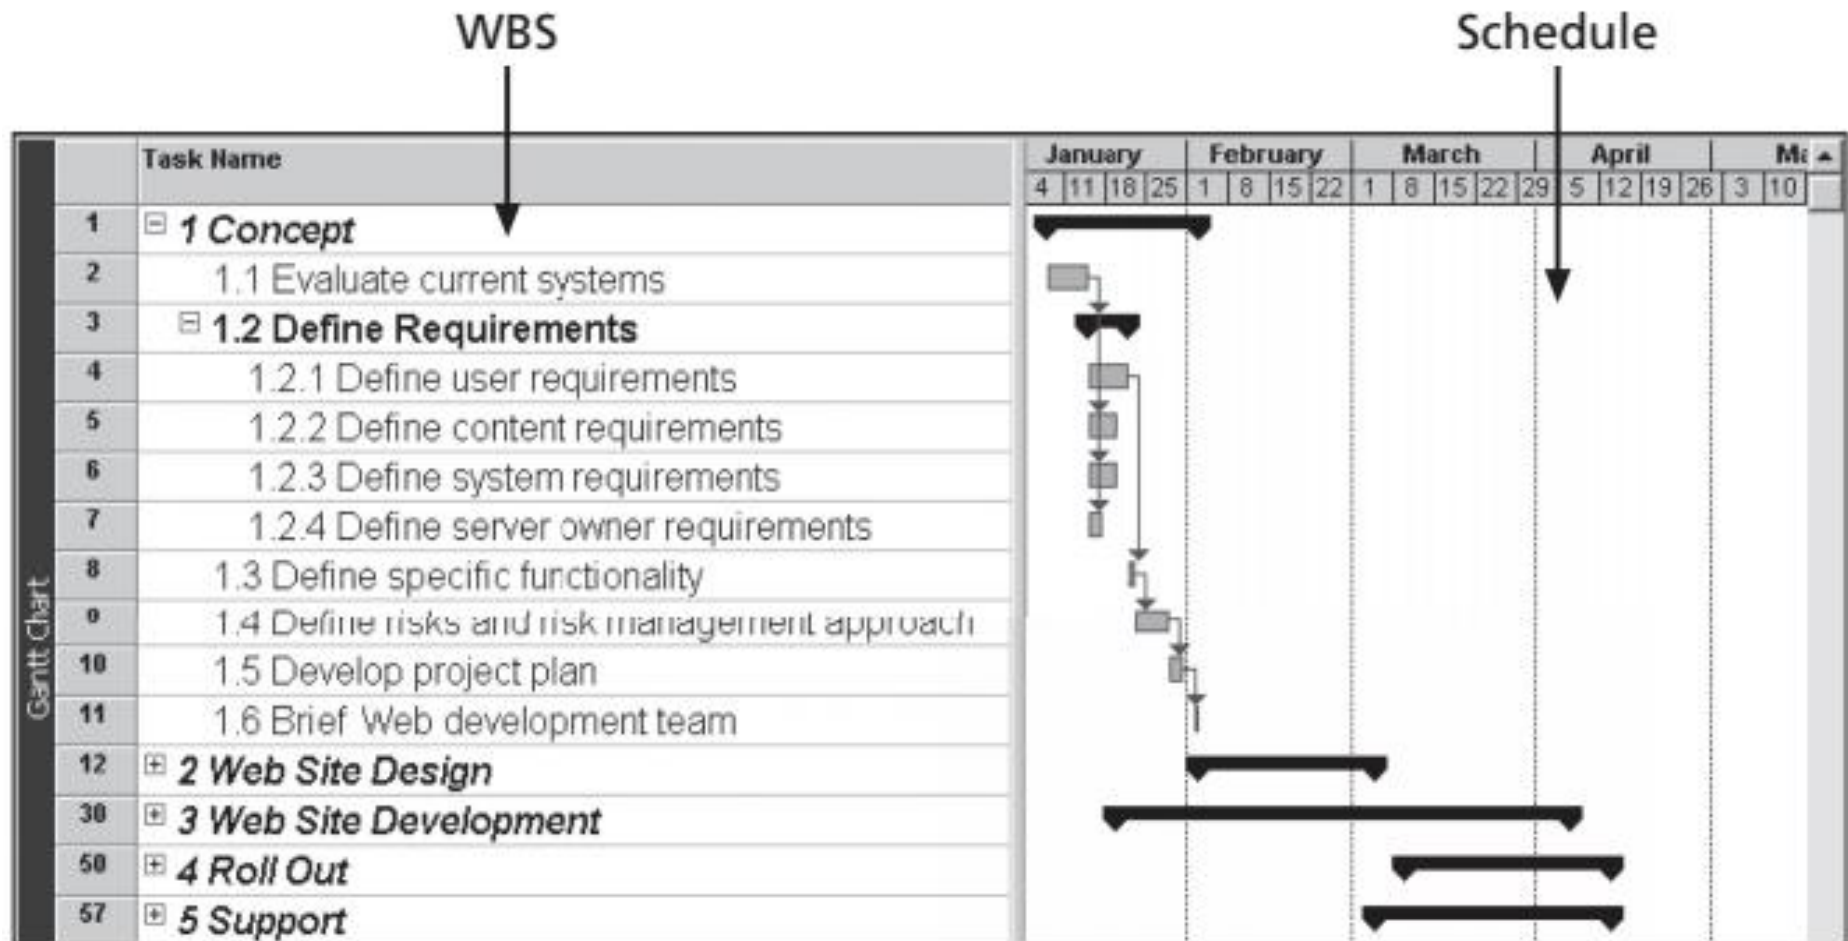 WBS Schedule
Task Name January February March April Ma
4 11 18 25 1 8 15 22 1 8 15 22 29 5 12 19 26 3 10
1 1 Concept
2 1.1 Evaluate current systems
3 1.2 Define Requirements
4 1.2.1 Define user requirements
5 1.2.2 Define content requirements
6 1.2.3 Define system requirements
7 1.2.4 Define server owner requirements
8 1.3 Define specific functionality
9 1.4 Define risks and risk management approach
10 1.5 Develop project plan
11 1.6 Brief Web development team
12 2 Web Site Design
30 3 Web Site Development
50 4 Roll Out
57 5 Support
Gantt Chart